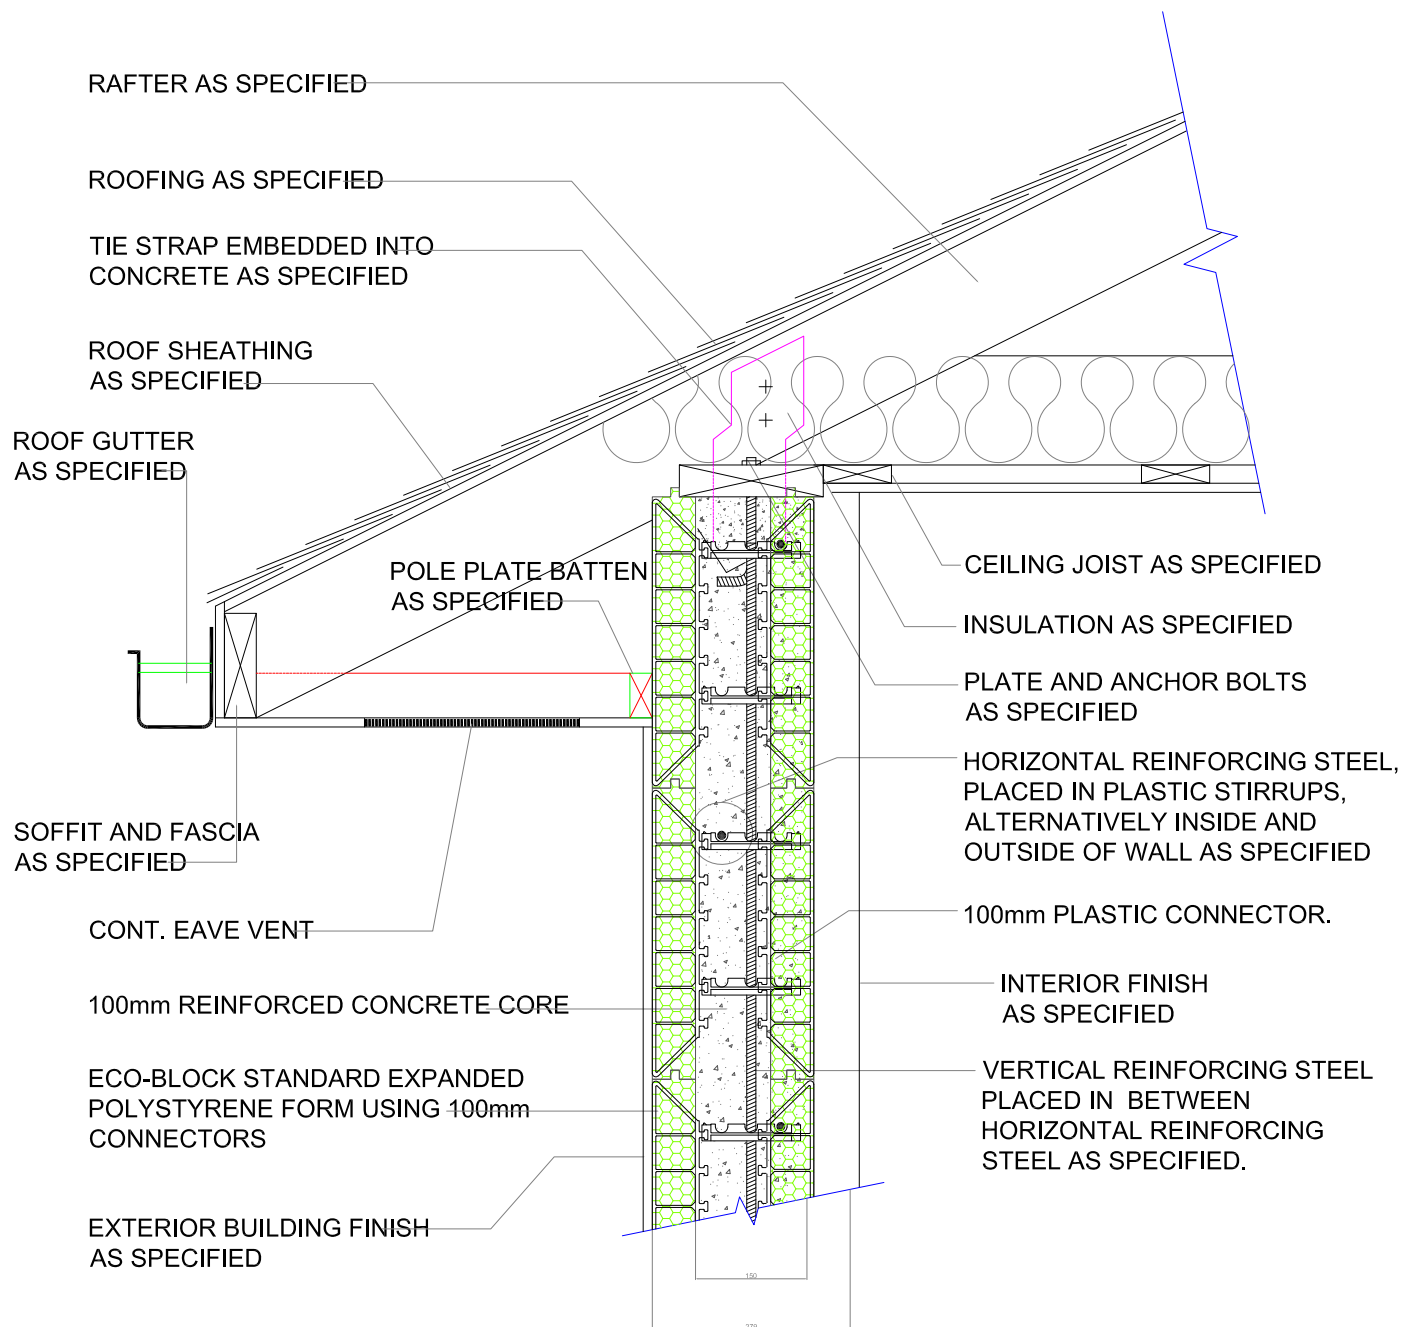 RAFTER AS SPECIFIED
ROOFING AS SPECIFIED
TIE STRAP EMBEDDED INTO
CONCRETE AS SPECIFIED
ROOF SHEATHING
AS SPECIFIED
ROOF GUTTER
AS SPECIFIED
POLE PLATE BATTEN
AS SPECIFIED
SOFFIT AND FASCIA
AS SPECIFIED
CONT. EAVE VENT
100mm REINFORCED CONCRETE CORE
ECO-BLOCK STANDARD EXPANDED
POLYSTYRENE FORM USING 100mm
CONNECTORS
EXTERIOR BUILDING FINISH
AS SPECIFIED
CEILING JOIST AS SPECIFIED
INSULATION AS SPECIFIED
PLATE AND ANCHOR BOLTS
AS SPECIFIED
HORIZONTAL REINFORCING STEEL,
PLACED IN PLASTIC STIRRUPS,
ALTERNATIVELY INSIDE AND
OUTSIDE OF WALL AS SPECIFIED
100mm PLASTIC CONNECTOR.
INTERIOR FINISH
AS SPECIFIED
VERTICAL REINFORCING STEEL
PLACED IN BETWEEN
HORIZONTAL REINFORCING
STEEL AS SPECIFIED.
150